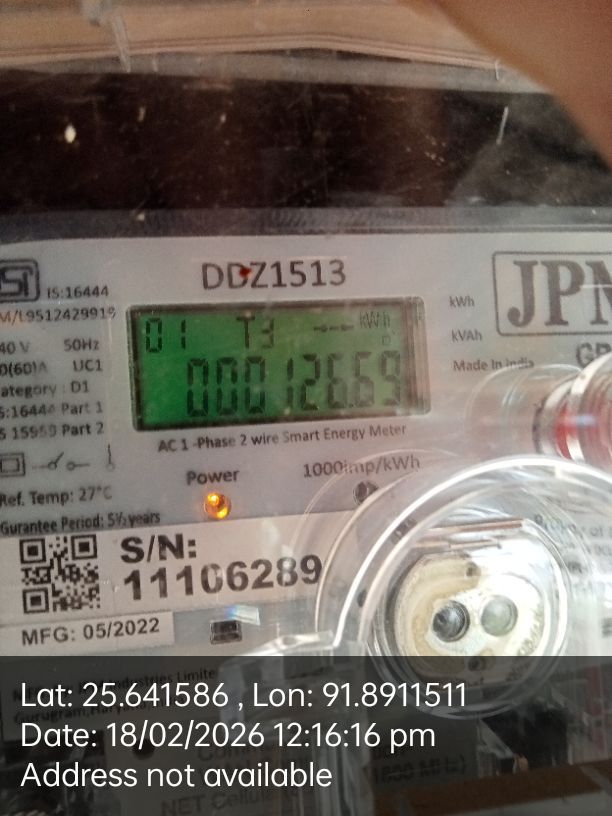 DDZ1513
IS:16444
M/L9512429919
40 V 50Hz
UC1
ategory : D1
S:16444 Part 1
S 15959 Part 2
Ref. Temp: 27°C
Gurantee Period: 5½ years
01 T3 --- kWh
000126.69
kWh
kVAh
JPM
Made in India
AC 1 -Phase 2 wire Smart Energy Meter
Power
1000imp/kWh
S/N:
11106289
MFG: 05/2022
Lat: 25.641586 , Lon: 91.8911511
Date: 18/02/2026 12:16:16 pm
Address not available